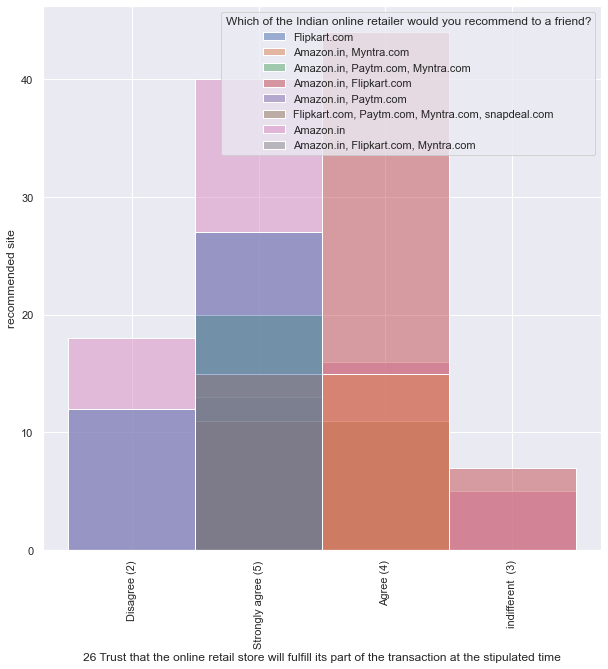 Which of the Indian online retailer would you recommend to a friend?
Flipkart.com
Amazon.in, Myntra.com
Amazon.in, Paytm.com, Myntra.com
Amazon.in, Flipkart.com
Amazon.in, Paytm.com
Flipkart.com, Paytm.com, Myntra.com, snapdeal.com
Amazon.in
Amazon.in, Flipkart.com, Myntra.com
recommended site
40
30
20
10
0
Disagree (2)
Strongly agree (5)
Agree (4)
indifferent  (3)
26 Trust that the online retail store will fulfill its part of the transaction at the stipulated time